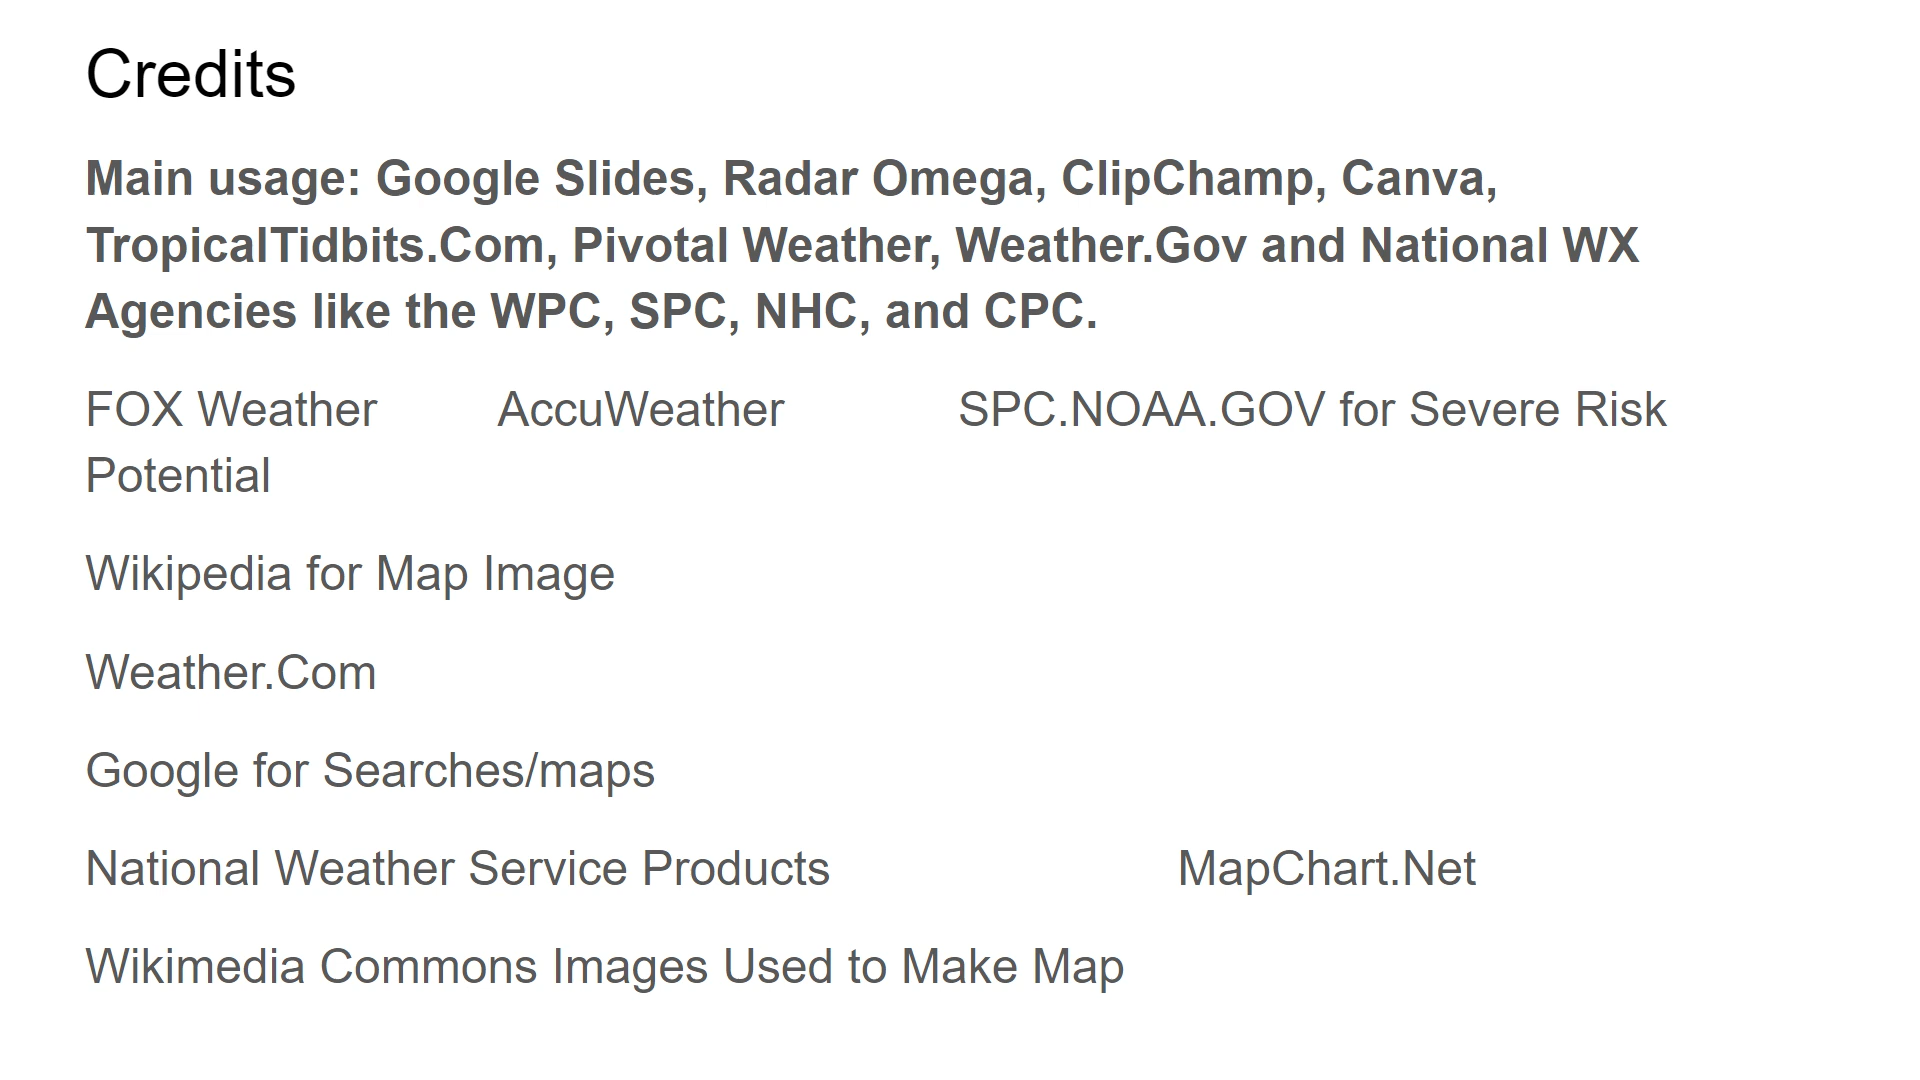 Credits
Main usage: Google Slides, Radar Omega, ClipChamp, Canva,
TropicalTidbits.Com, Pivotal Weather, Weather.Gov and National WX
Agencies like the WPC, SPC, NHC, and CPC.
FOX Weather AccuWeather SPC.NOAA.GOV for Severe Risk
Potential
Wikipedia for Map Image
Weather.Com
Google for Searches/maps
National Weather Service Products MapChart.Net
Wikimedia Commons Images Used to Make Map